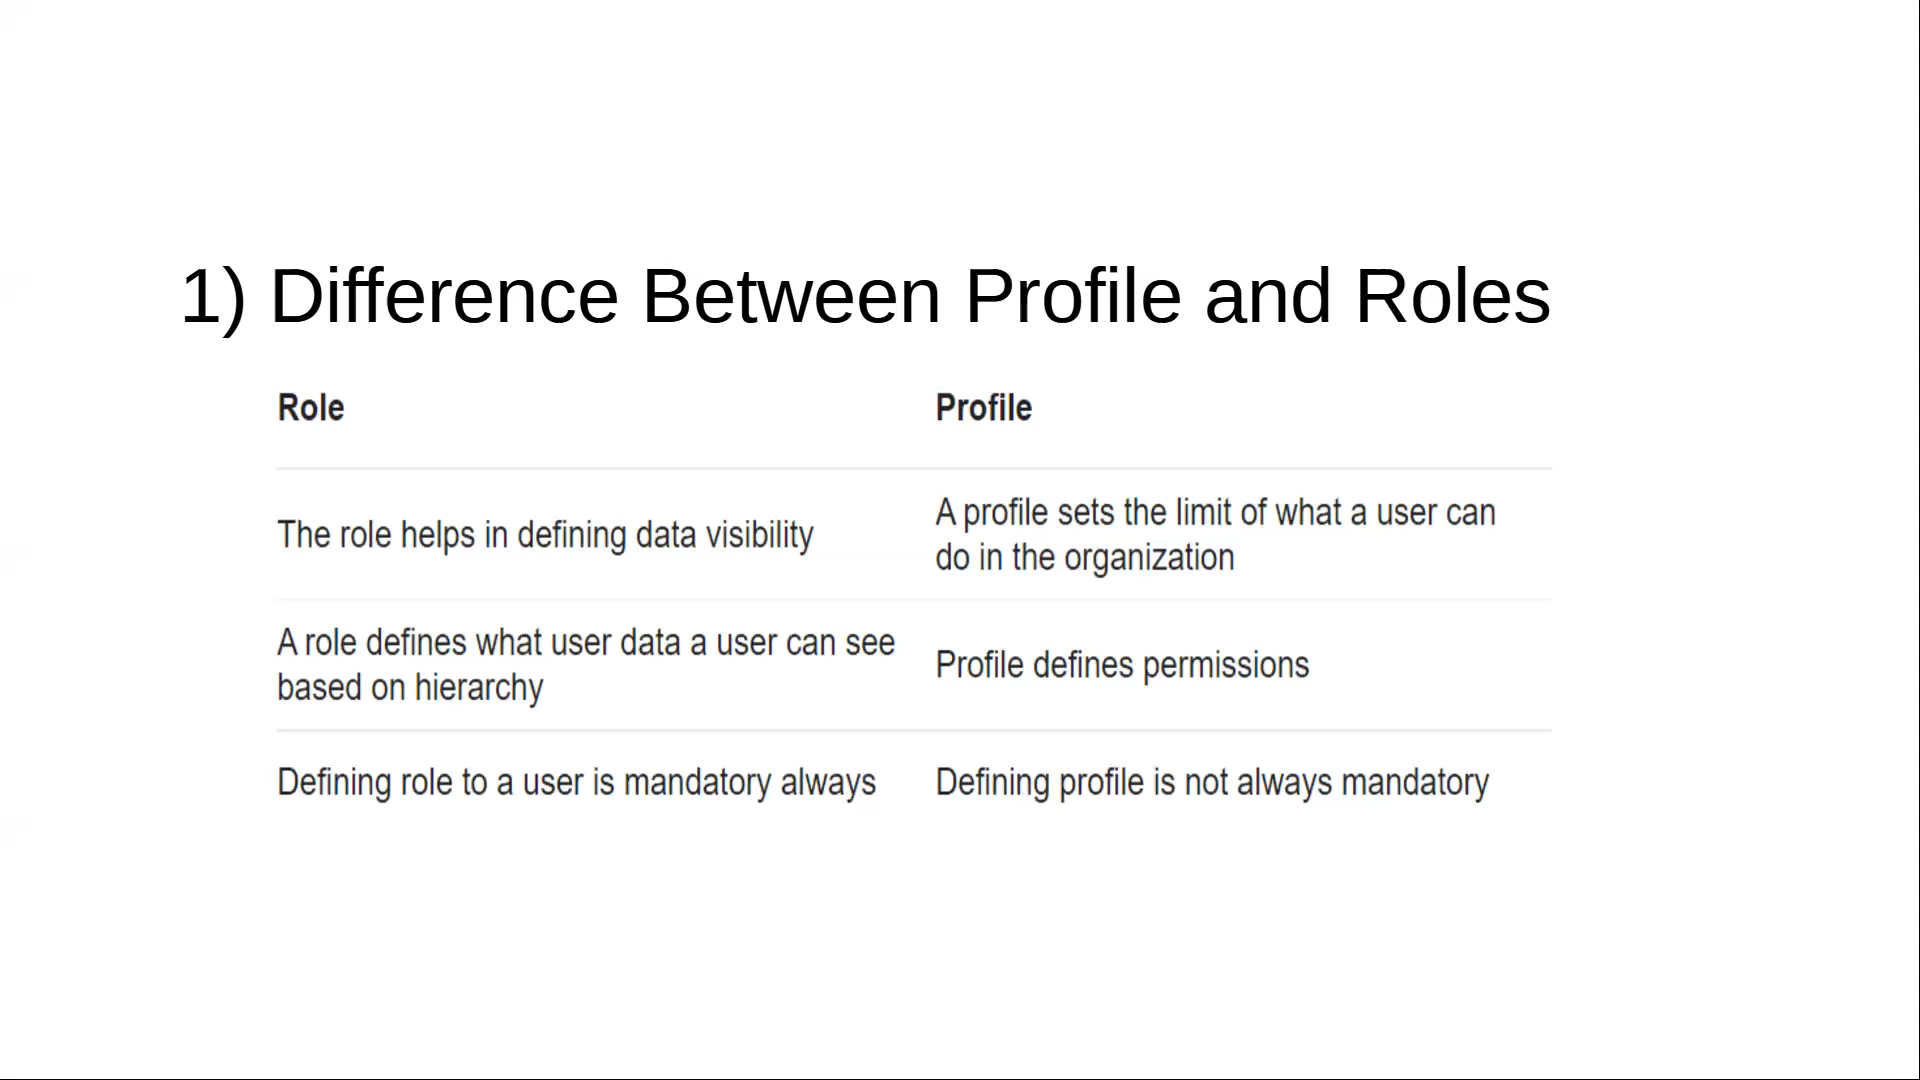 1) Difference Between Profile and Roles
Role Profile
The role helps in defining data visibility
A profile sets the limit of what a user can
do in the organization
A role defines what user data a user can see
based on hierarchy
Profile defines permissions
Defining role to a user is mandatory always
Defining profile is not always mandatory